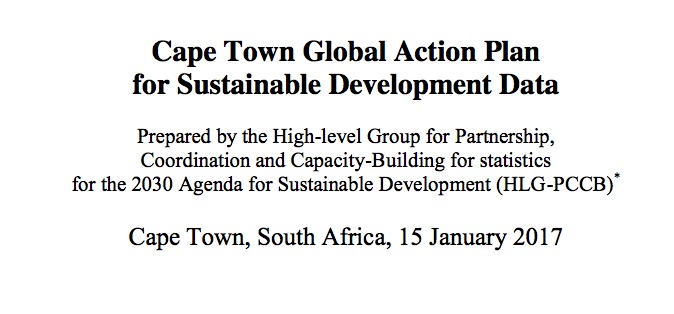 Cape Town Global Action Plan
for Sustainable Development Data
Prepared by the High-level Group for Partnership,
Coordination and Capacity-Building for statistics
for the 2030 Agenda for Sustainable Development (HLG-PCCB)*
Cape Town, South Africa, 15 January 2017